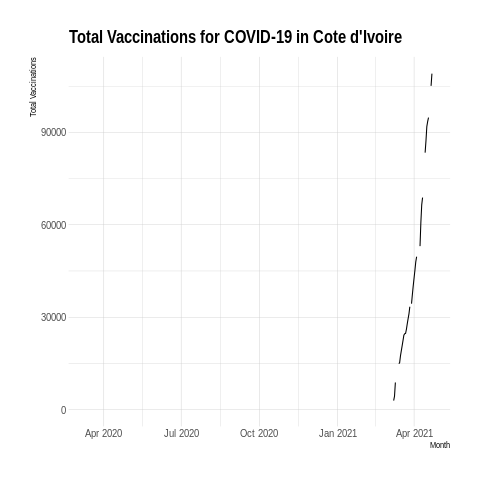 Total Vaccinations for COVID-19 in Cote d'Ivoire
Total Vaccinations
90000
60000
30000
0
Apr 2020 Jul 2020 Oct 2020 Jan 2021 Apr 2021
Month